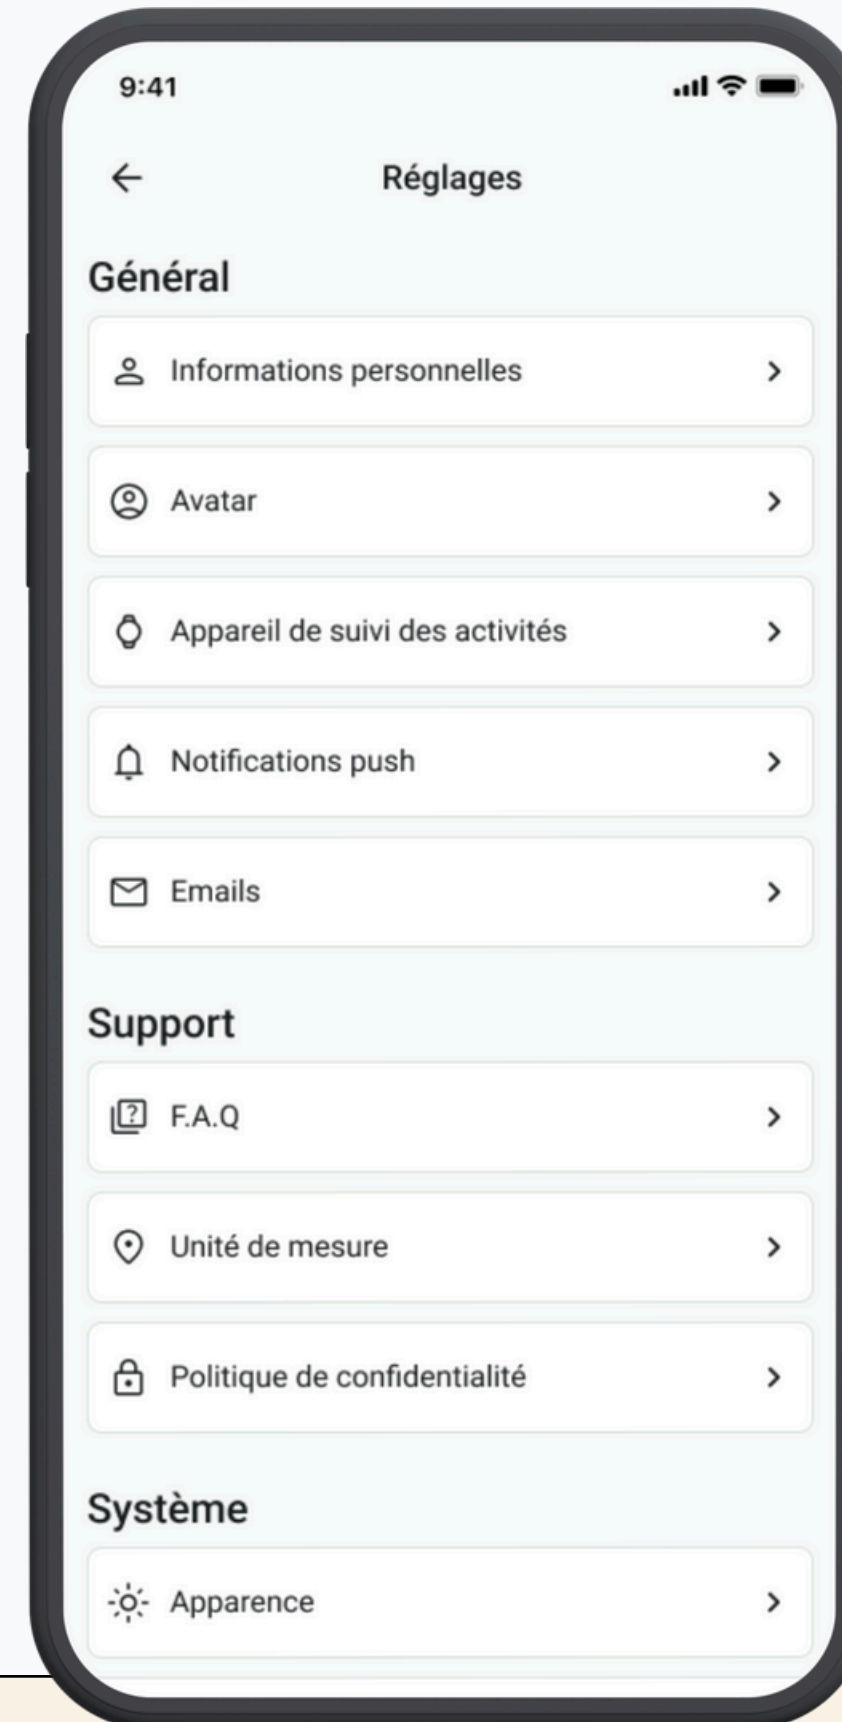 9:41
Réglages
Général
Informations personnelles
Avatar
Appareil de suivi des activités
Notifications push
Emails
Support
F.A.Q
Unité de mesure
Politique de confidentialité
Système
Apparence